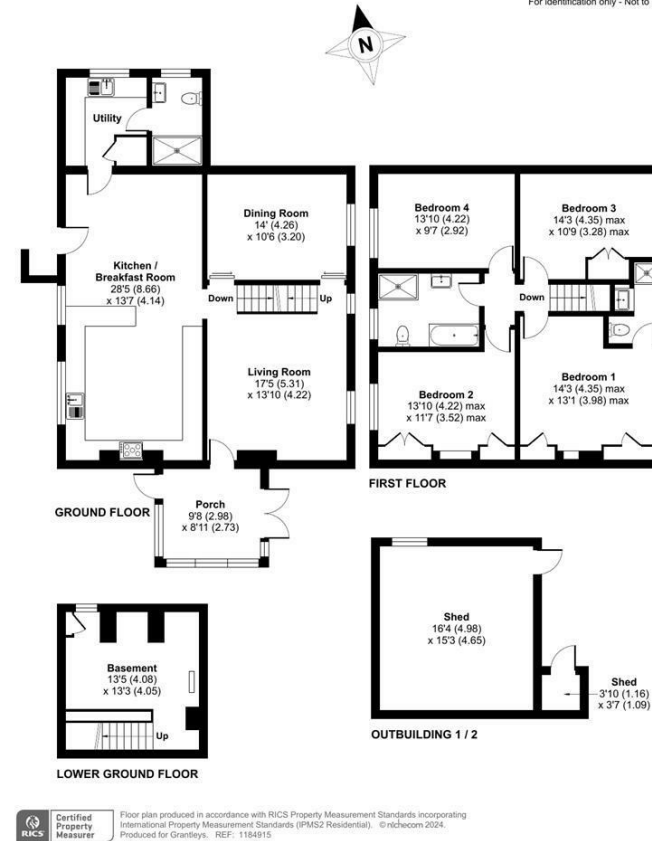 For identification only - Not to
N
Utility
Dining Room
14' (4.26)
x 10'6 (3.20)
Kitchen /
Breakfast Room
28'5 (8.66)
x 13'7 (4.14)
Down
Up
Living Room
17'5 (5.31)
x 13'10 (4.22)
Porch
9'8 (2.98)
x 8'11 (2.73)
GROUND FLOOR
Bedroom 4
13'10 (4.22)
x 9'7 (2.92)
Bedroom 3
14'3 (4.35) max
x 10'9 (3.28) max
Down
Bedroom 2
13'10 (4.22) max
x 11'7 (3.52) max
Bedroom 1
14'3 (4.35) max
x 13'1 (3.98) max
FIRST FLOOR
Basement
13'5 (4.08)
x 13'3 (4.05)
Up
LOWER GROUND FLOOR
Shed
16'4 (4.98)
x 15'3 (4.65)
Shed
3'10 (1.16)
x 3'7 (1.09)
OUTBUILDING 1 / 2
RICS
Certified
Property
Measurer
Floor plan produced in accordance with RICS Property Measurement Standards incorporating
International Property Measurement Standards (IPMS2 Residential). © nichecom 2024.
Produced for Grantleys. REF: 1184915